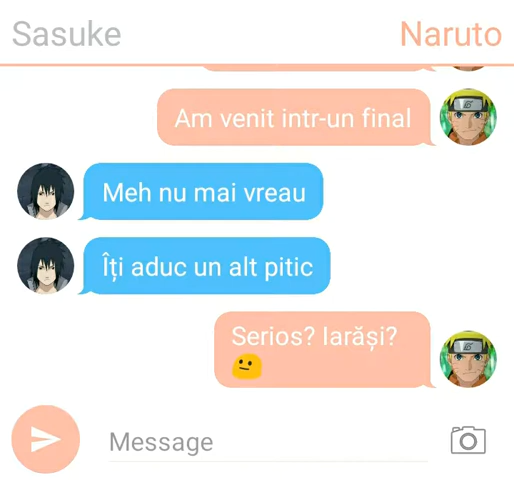 Sasuke
Naruto
Am venit intr-un final
Meh nu mai vreau
Îți aduc un alt pitic
Serios? Iarăși?
😐
Message